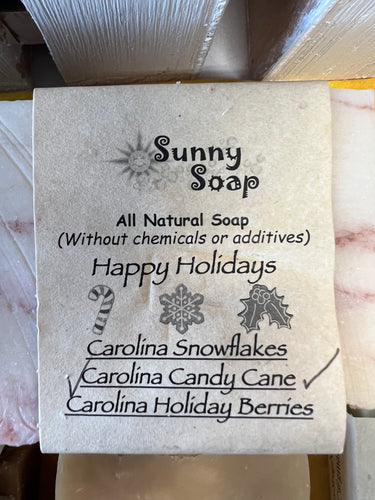 Sunny
Soap
All Natural Soap
(Without chemicals or additives)
Happy Holidays
Carolina Snowflakes
Carolina Candy Cane
Carolina Holiday Berries